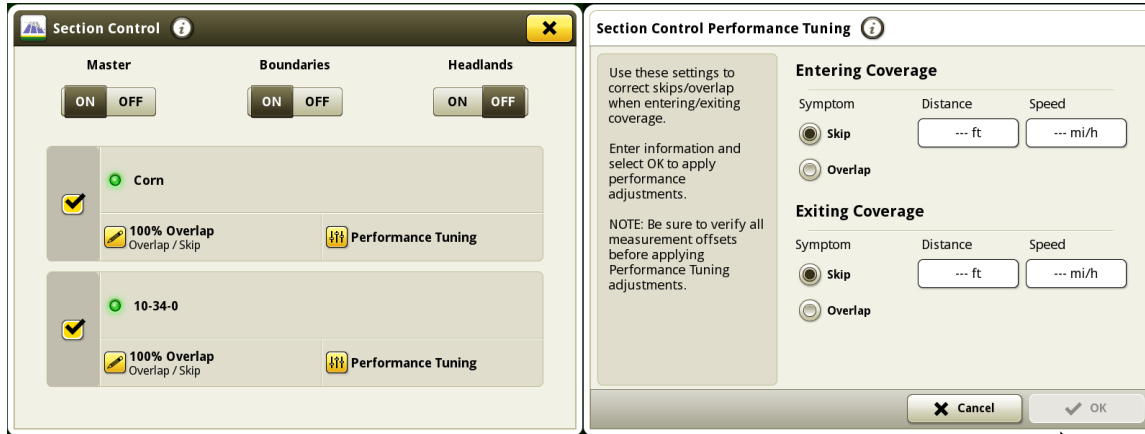 Section Control
Master Boundaries Headlands
ON OFF ON OFF ON OFF
Corn
100% Overlap
Overlap / Skip
Performance Tuning
10-34-0
100% Overlap
Overlap / Skip
Performance Tuning
Section Control Performance Tuning
Use these settings to
correct skips/overlap
when entering/exiting
coverage.
Enter information and
select OK to apply
performance
adjustments.
NOTE: Be sure to verify all
measurement offsets
before applying
Performance Tuning
adjustments.
Entering Coverage
Symptom Distance Speed
Skip --- ft --- mi/h
Overlap
Exiting Coverage
Symptom Distance Speed
Skip --- ft --- mi/h
Overlap
Cancel OK